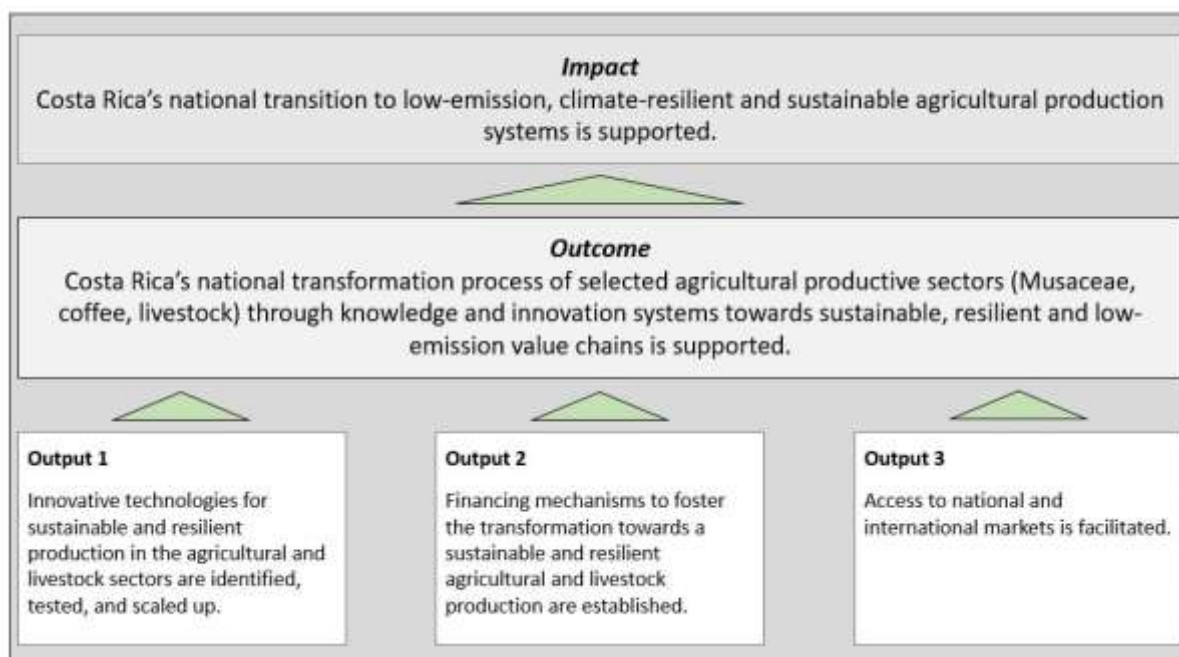 Impact
Costa Rica’s national transition to low-emission, climate-resilient and sustainable agricultural production
systems is supported.
Outcome
Costa Rica’s national transformation process of selected agricultural productive sectors (Musaceae,
coffee, livestock) through knowledge and innovation systems towards sustainable, resilient and low-
emission value chains is supported.
Output 1
Innovative technologies for
sustainable and resilient
production in the agricultural and
livestock sectors are identified,
tested, and scaled up.
Output 2
Financing mechanisms to foster
the transformation towards a
sustainable and resilient
agricultural and livestock
production are established.
Output 3
Access to national and
international markets is facilitated.